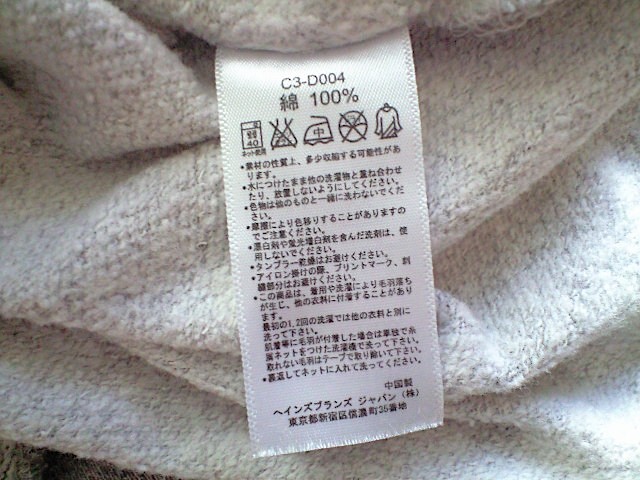 C3-D004
綿 100%
弱 40 中
ネット使用
•素材の性質上、多少収縮する可能性があ
ります。
•水につけたまま他の洗濯物と重ね合わせ
たり、放置しないようにしてください。
•色物は他のものと一緒に洗わないでくだ
さい。
•摩擦により色移りすることがありますの
でご注意ください。
•漂白剤や蛍光増白剤を含んだ洗剤は、使
用しないでください。
•タンブラー乾燥はお避けください。
•アイロン掛けの際、プリントマーク、刺
繍部分はお避けください。
•この商品は、着用や洗濯により毛羽落ち
が生じ、他の衣料に付着することがあり
ます。
最初の1,2回の洗濯では他の衣料と別に
洗って下さい。
肌着等に毛羽が付着した場合は単独で糸
屑ネットをつけた洗濯機で洗って下さい。
取れない毛羽はテープで取り除いて下さい。
•裏返してネットに入れて洗ってください。
中国製
ヘインズブランズ ジャパン（株）
東京都新宿区信濃町35番地